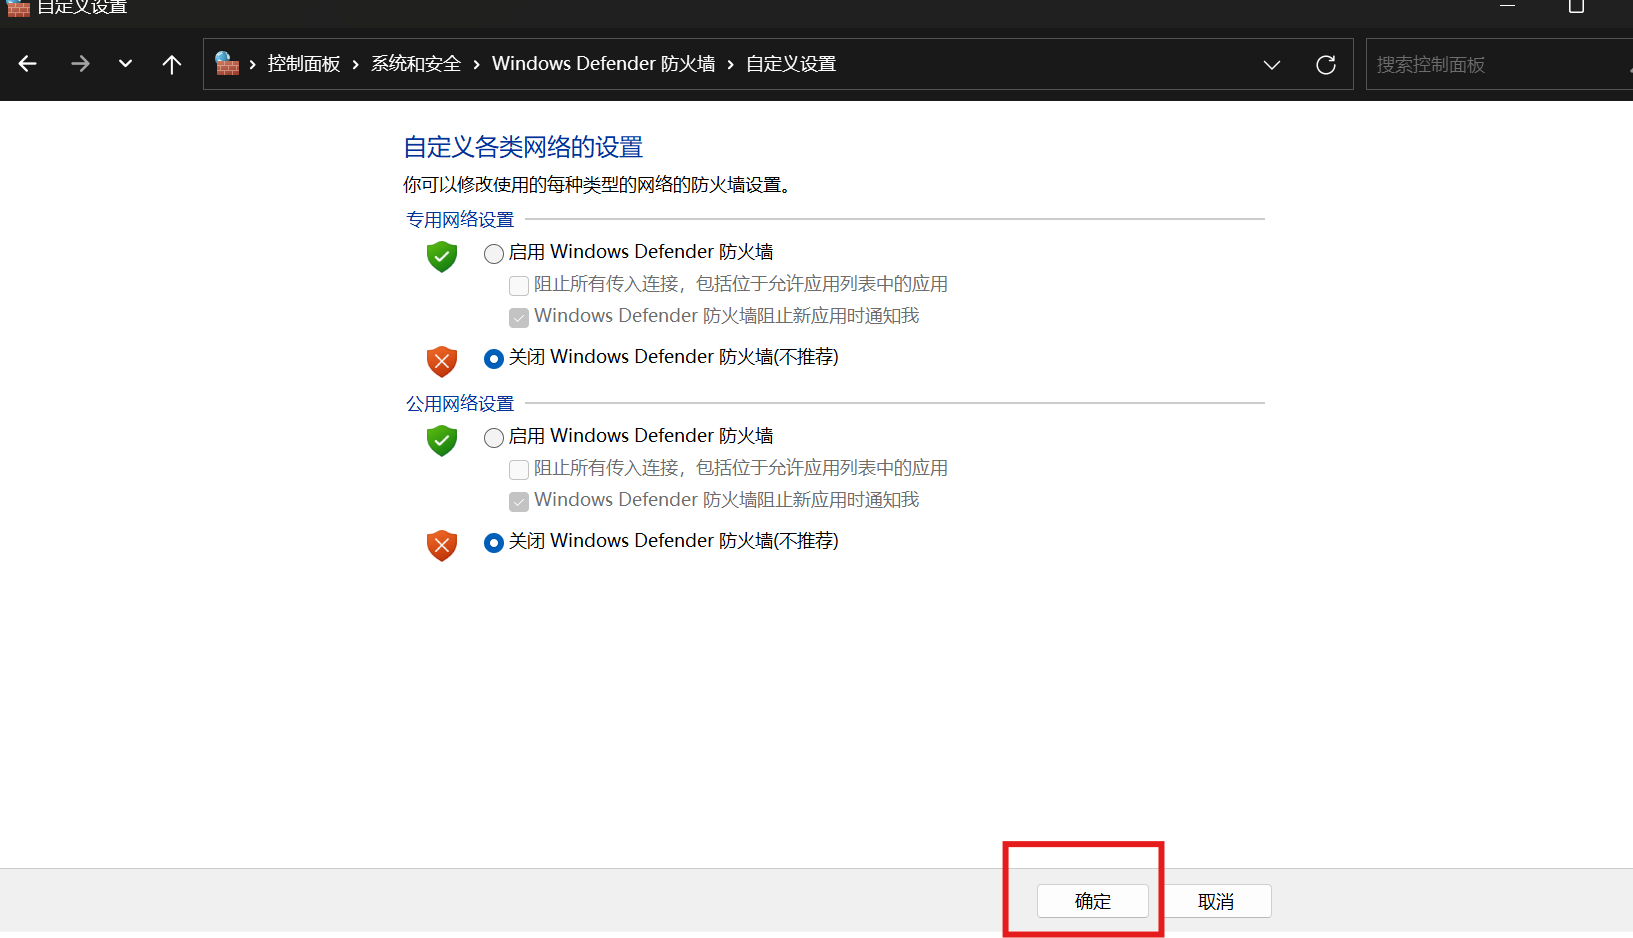 自定义设置
控制面板 › 系统和安全 › Windows Defender 防火墙 › 自定义设置
搜索控制面板
自定义各类网络的设置
你可以修改使用的每种类型的网络的防火墙设置。
专用网络设置
启用 Windows Defender 防火墙
阻止所有传入连接，包括位于允许应用列表中的应用
Windows Defender 防火墙阻止新应用时通知我
关闭 Windows Defender 防火墙(不推荐)
公用网络设置
启用 Windows Defender 防火墙
阻止所有传入连接，包括位于允许应用列表中的应用
Windows Defender 防火墙阻止新应用时通知我
关闭 Windows Defender 防火墙(不推荐)
确定
取消